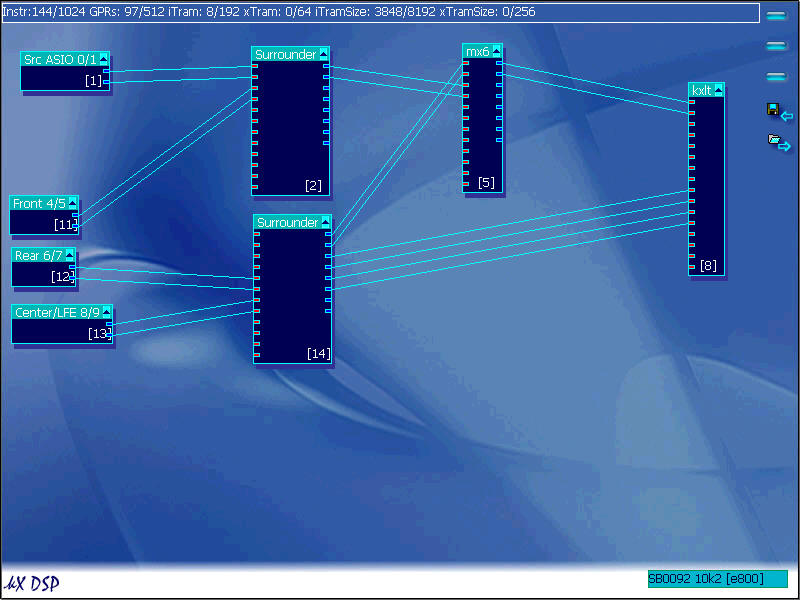 Instr:144/1024 GPRs: 97/512 iTram: 8/192 xTram: 0/64 iTramSize: 3848/8192 xTramSize: 0/256
Src ASIO 0/1
[1]
Surrounder
[2]
mx6
[5]
kxlt
[8]
Front 4/5
[11]
Surrounder
[14]
Rear 6/7
[12]
Center/LFE 8/9
[13]
kX DSP
SB0092 10k2 [e800]